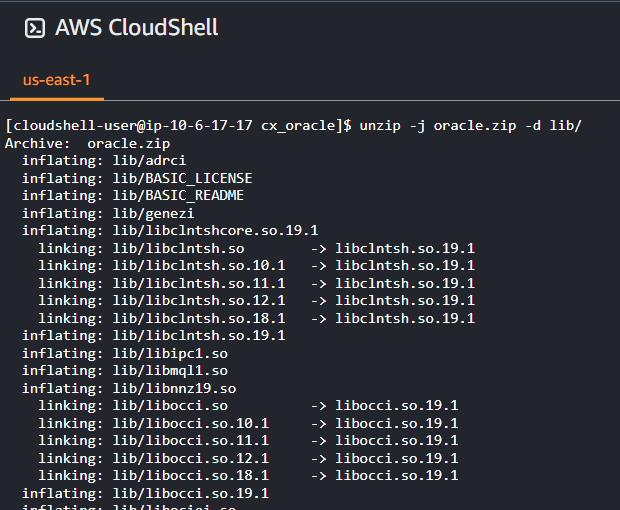 AWS CloudShell
us-east-1
[cloudshell-user@ip-10-6-17-17 cx_oracle]$ unzip -j oracle.zip -d lib/
Archive:  oracle.zip
  inflating: lib/adrci
  inflating: lib/BASIC_LICENSE
  inflating: lib/BASIC_README
  inflating: lib/genezi
  inflating: lib/libclntshcore.so.19.1
    linking: lib/libclntsh.so        -> libclntsh.so.19.1
    linking: lib/libclntsh.so.10.1   -> libclntsh.so.19.1
    linking: lib/libclntsh.so.11.1   -> libclntsh.so.19.1
    linking: lib/libclntsh.so.12.1   -> libclntsh.so.19.1
    linking: lib/libclntsh.so.18.1   -> libclntsh.so.19.1
  inflating: lib/libclntsh.so.19.1
  inflating: lib/libipc1.so
  inflating: lib/libmql1.so
  inflating: lib/libnnz19.so
    linking: lib/libocci.so          -> libocci.so.19.1
    linking: lib/libocci.so.10.1     -> libocci.so.19.1
    linking: lib/libocci.so.11.1     -> libocci.so.19.1
    linking: lib/libocci.so.12.1     -> libocci.so.19.1
    linking: lib/libocci.so.18.1     -> libocci.so.19.1
  inflating: lib/libocci.so.19.1
  inflating: